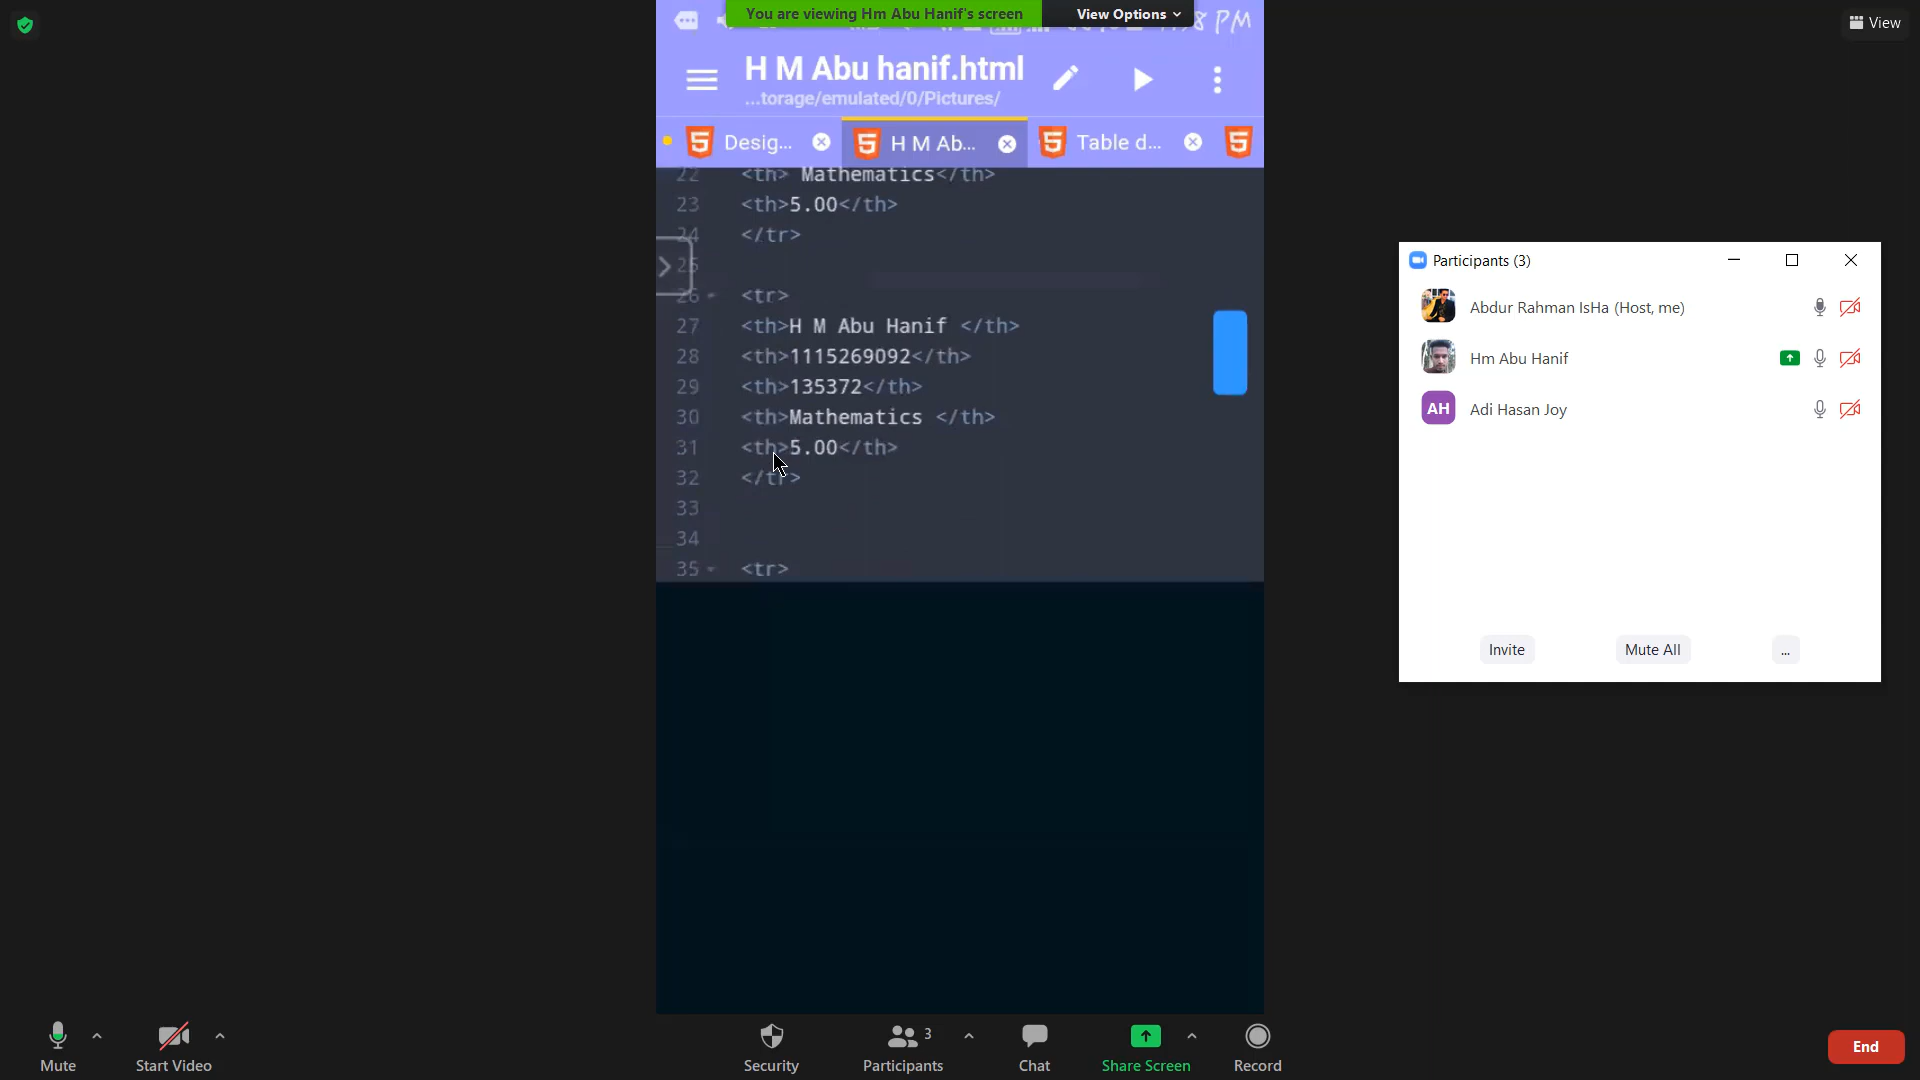 You are viewing Hm Abu Hanif's screen
View Options
8 PM
View
H M Abu hanif.html
...torage/emulated/0/Pictures/
Desig...
H M Ab...
Table d...
22 <th> Mathematics</th>
23 <th>5.00</th>
24 </tr>
25
26 <tr>
27 <th>H M Abu Hanif </th>
28 <th>1115269092</th>
29 <th>135372</th>
30 <th>Mathematics </th>
31 <th>5.00</th>
32 </tr>
33
34
35 <tr>
Participants (3)
Abdur Rahman IsHa (Host, me)
Hm Abu Hanif
AH Adi Hasan Joy
Invite
Mute All
...
Mute
Start Video
Security
Participants
3
Chat
Share Screen
Record
End